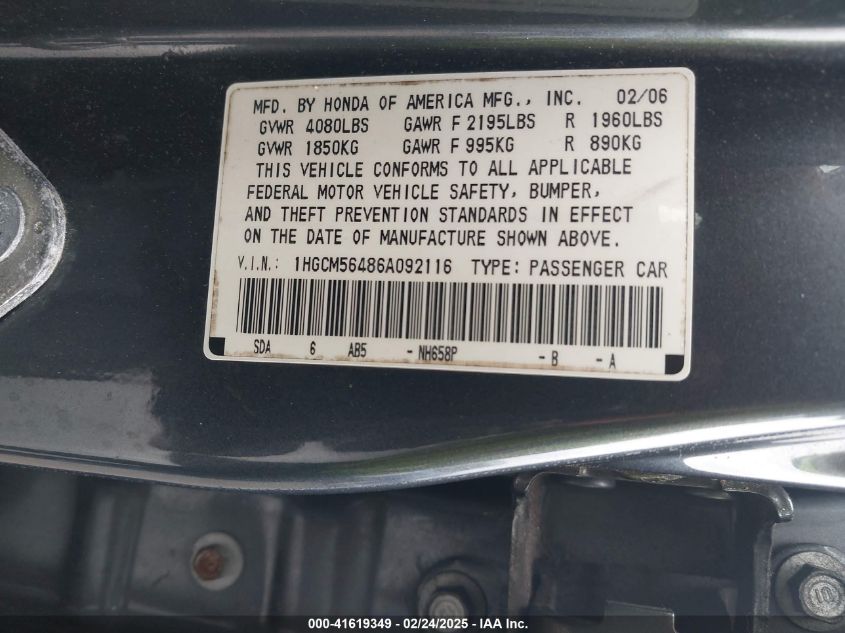 MFD. BY HONDA OF AMERICA MFG., INC. 02/06
GVWR 4080LBS GAWR F 2195LBS R 1960LBS
GVWR 1850KG GAWR F 995KG R 890KG
THIS VEHICLE CONFORMS TO ALL APPLICABLE
FEDERAL MOTOR VEHICLE SAFETY, BUMPER,
AND THEFT PREVENTION STANDARDS IN EFFECT
ON THE DATE OF MANUFACTURE SHOWN ABOVE.
V.I.N.: 1HGCM56486A092116 TYPE: PASSENGER CAR
SDA 6 AB5 - NH658P - B - A
000-41619349 - 02/24/2025 - IAA Inc.